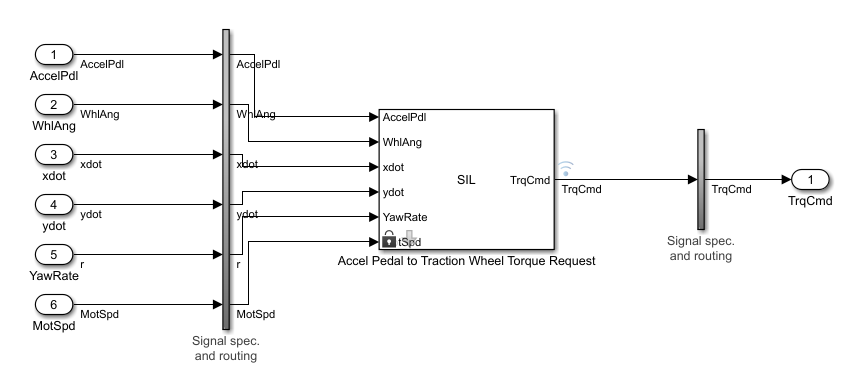 1
AccelPdl
AccelPdl
AccelPdl
2
WhlAng
WhlAng
WhlAng
3
xdot
xdot
xdot
4
ydot
ydot
ydot
5
YawRate
r
r
6
MotSpd
MotSpd
MotSpd
Signal spec.
and routing
AccelPdl
WhlAng
xdot
ydot
YawRate
tSpd
SIL
TrqCmd
Accel Pedal to Traction Wheel Torque Request
TrqCmd
TrqCmd
Signal spec.
and routing
1
TrqCmd